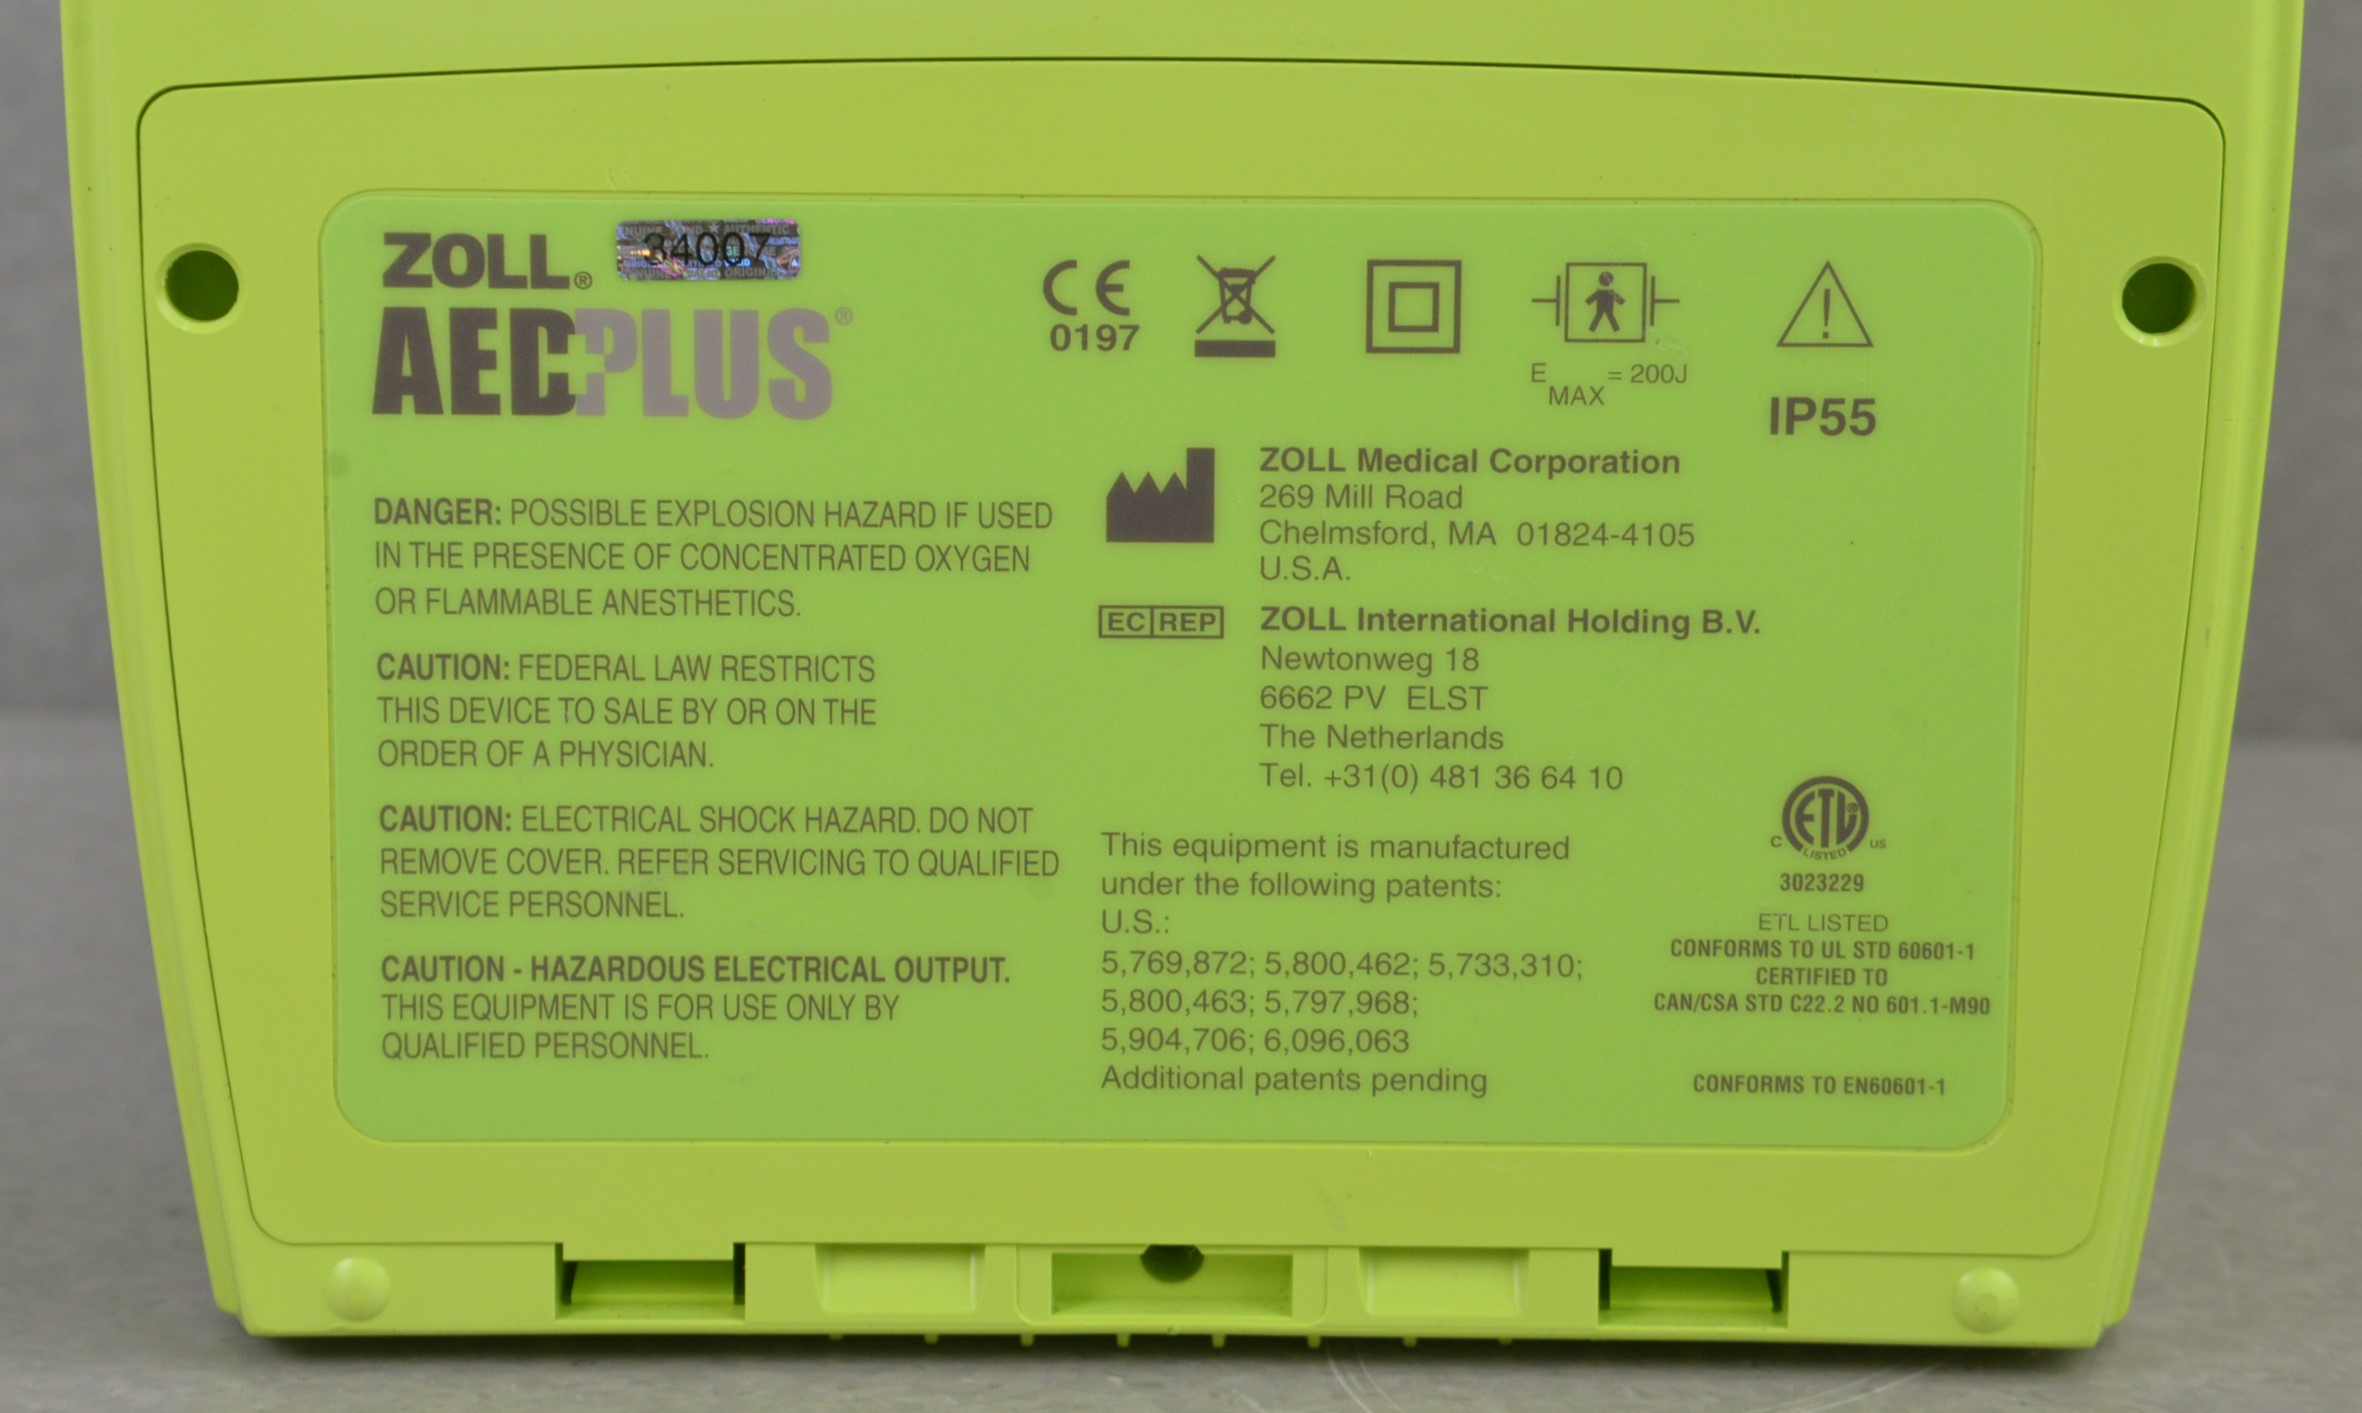 ZOLL®
34007
AEDPLUS®
DANGER: POSSIBLE EXPLOSION HAZARD IF USED
IN THE PRESENCE OF CONCENTRATED OXYGEN
OR FLAMMABLE ANESTHETICS.
CAUTION: FEDERAL LAW RESTRICTS
THIS DEVICE TO SALE BY OR ON THE
ORDER OF A PHYSICIAN.
CAUTION: ELECTRICAL SHOCK HAZARD. DO NOT
REMOVE COVER. REFER SERVICING TO QUALIFIED
SERVICE PERSONNEL.
CAUTION - HAZARDOUS ELECTRICAL OUTPUT.
THIS EQUIPMENT IS FOR USE ONLY BY
QUALIFIED PERSONNEL.
CE
0197
E MAX = 200J
!
IP55
ZOLL Medical Corporation
269 Mill Road
Chelmsford, MA 01824-4105
U.S.A.
EC REP
ZOLL International Holding B.V.
Newtonweg 18
6662 PV ELST
The Netherlands
Tel. +31(0) 481 36 64 10
This equipment is manufactured
under the following patents:
U.S.:
5,769,872; 5,800,462; 5,733,310;
5,800,463; 5,797,968;
5,904,706; 6,096,063
Additional patents pending
ETL®
C LISTED US
3023229
ETL LISTED
CONFORMS TO UL STD 60601-1
CERTIFIED TO
CAN/CSA STD C22.2 NO 601.1-M90
CONFORMS TO EN60601-1